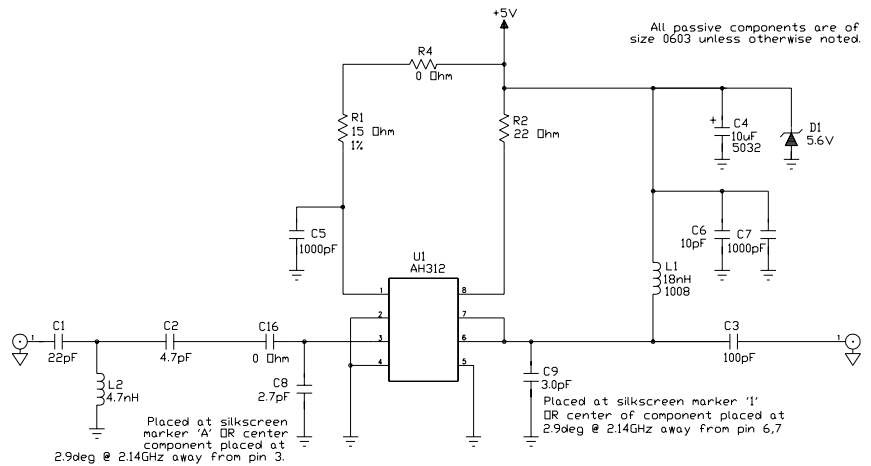 +5V
All passive components are of
size 0603 unless otherwise noted.
R4
0 Ohm
R1
15 Ohm
1%
R2
22 Ohm
+
C4
10uF
5032
D1
5.6V
C5
1000pF
C6
10pF
C7
1000pF
U1
AH312
L1
18nH
1008
1
2
3
4
8
7
6
5
1
C1
22pF
C2
4.7pF
C16
0 Ohm
C3
100pF
1
L2
4.7nH
C8
2.7pF
C9
3.0pF
Placed at silkscreen
marker 'A' OR center
component placed at
2.9deg @ 2.14GHz away from pin 3.
Placed at silkscreen marker '1'
OR center of component placed at
2.9deg @ 2.14GHz away from pin 6,7